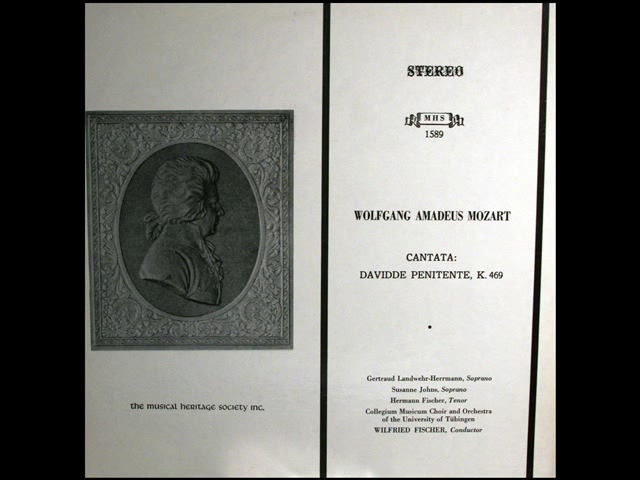 STEREO
MHS
1589
WOLFGANG AMADEUS MOZART
CANTATA:
DAVIDDE PENITENTE, K. 469
Gertraud Landwehr-Herrmann, Soprano
Susanne Johns, Soprano
Hermann Fischer, Tenor
Collegium Musicum Choir and Orchestra
of the University of Tübingen
WILFRIED FISCHER, Conductor
the musical heritage society inc.